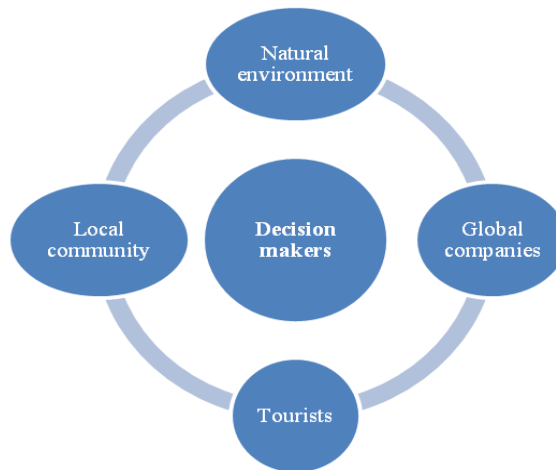 Natural
environment
Local
community
Decision
makers
Global
companies
Tourists